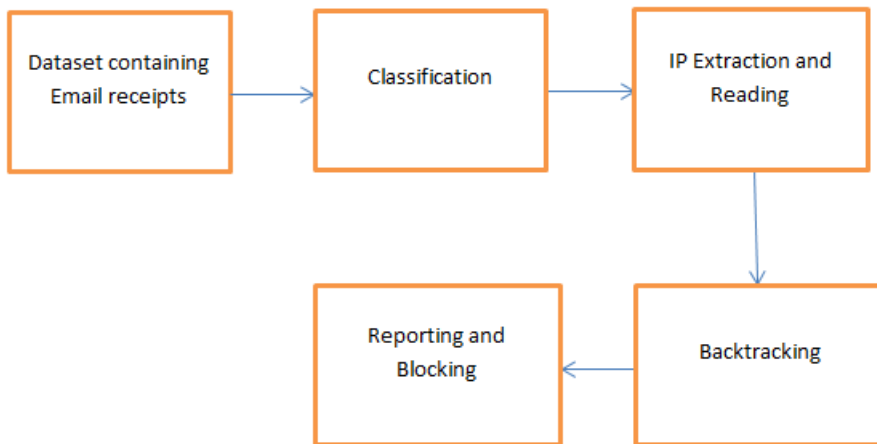 Dataset containing
Email receipts
Classification
IP Extraction and
Reading
Backtracking
Reporting and
Blocking